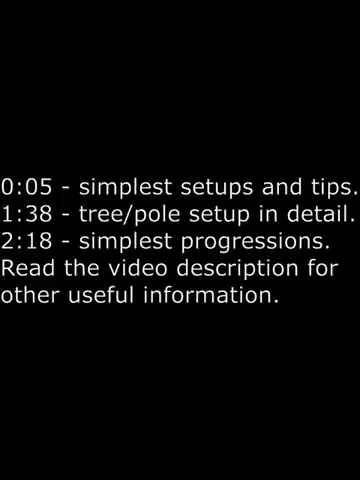 0:05 - simplest setups and tips.
1:38 - tree/pole setup in detail.
2:18 - simplest progressions.
Read the video description for
other useful information.